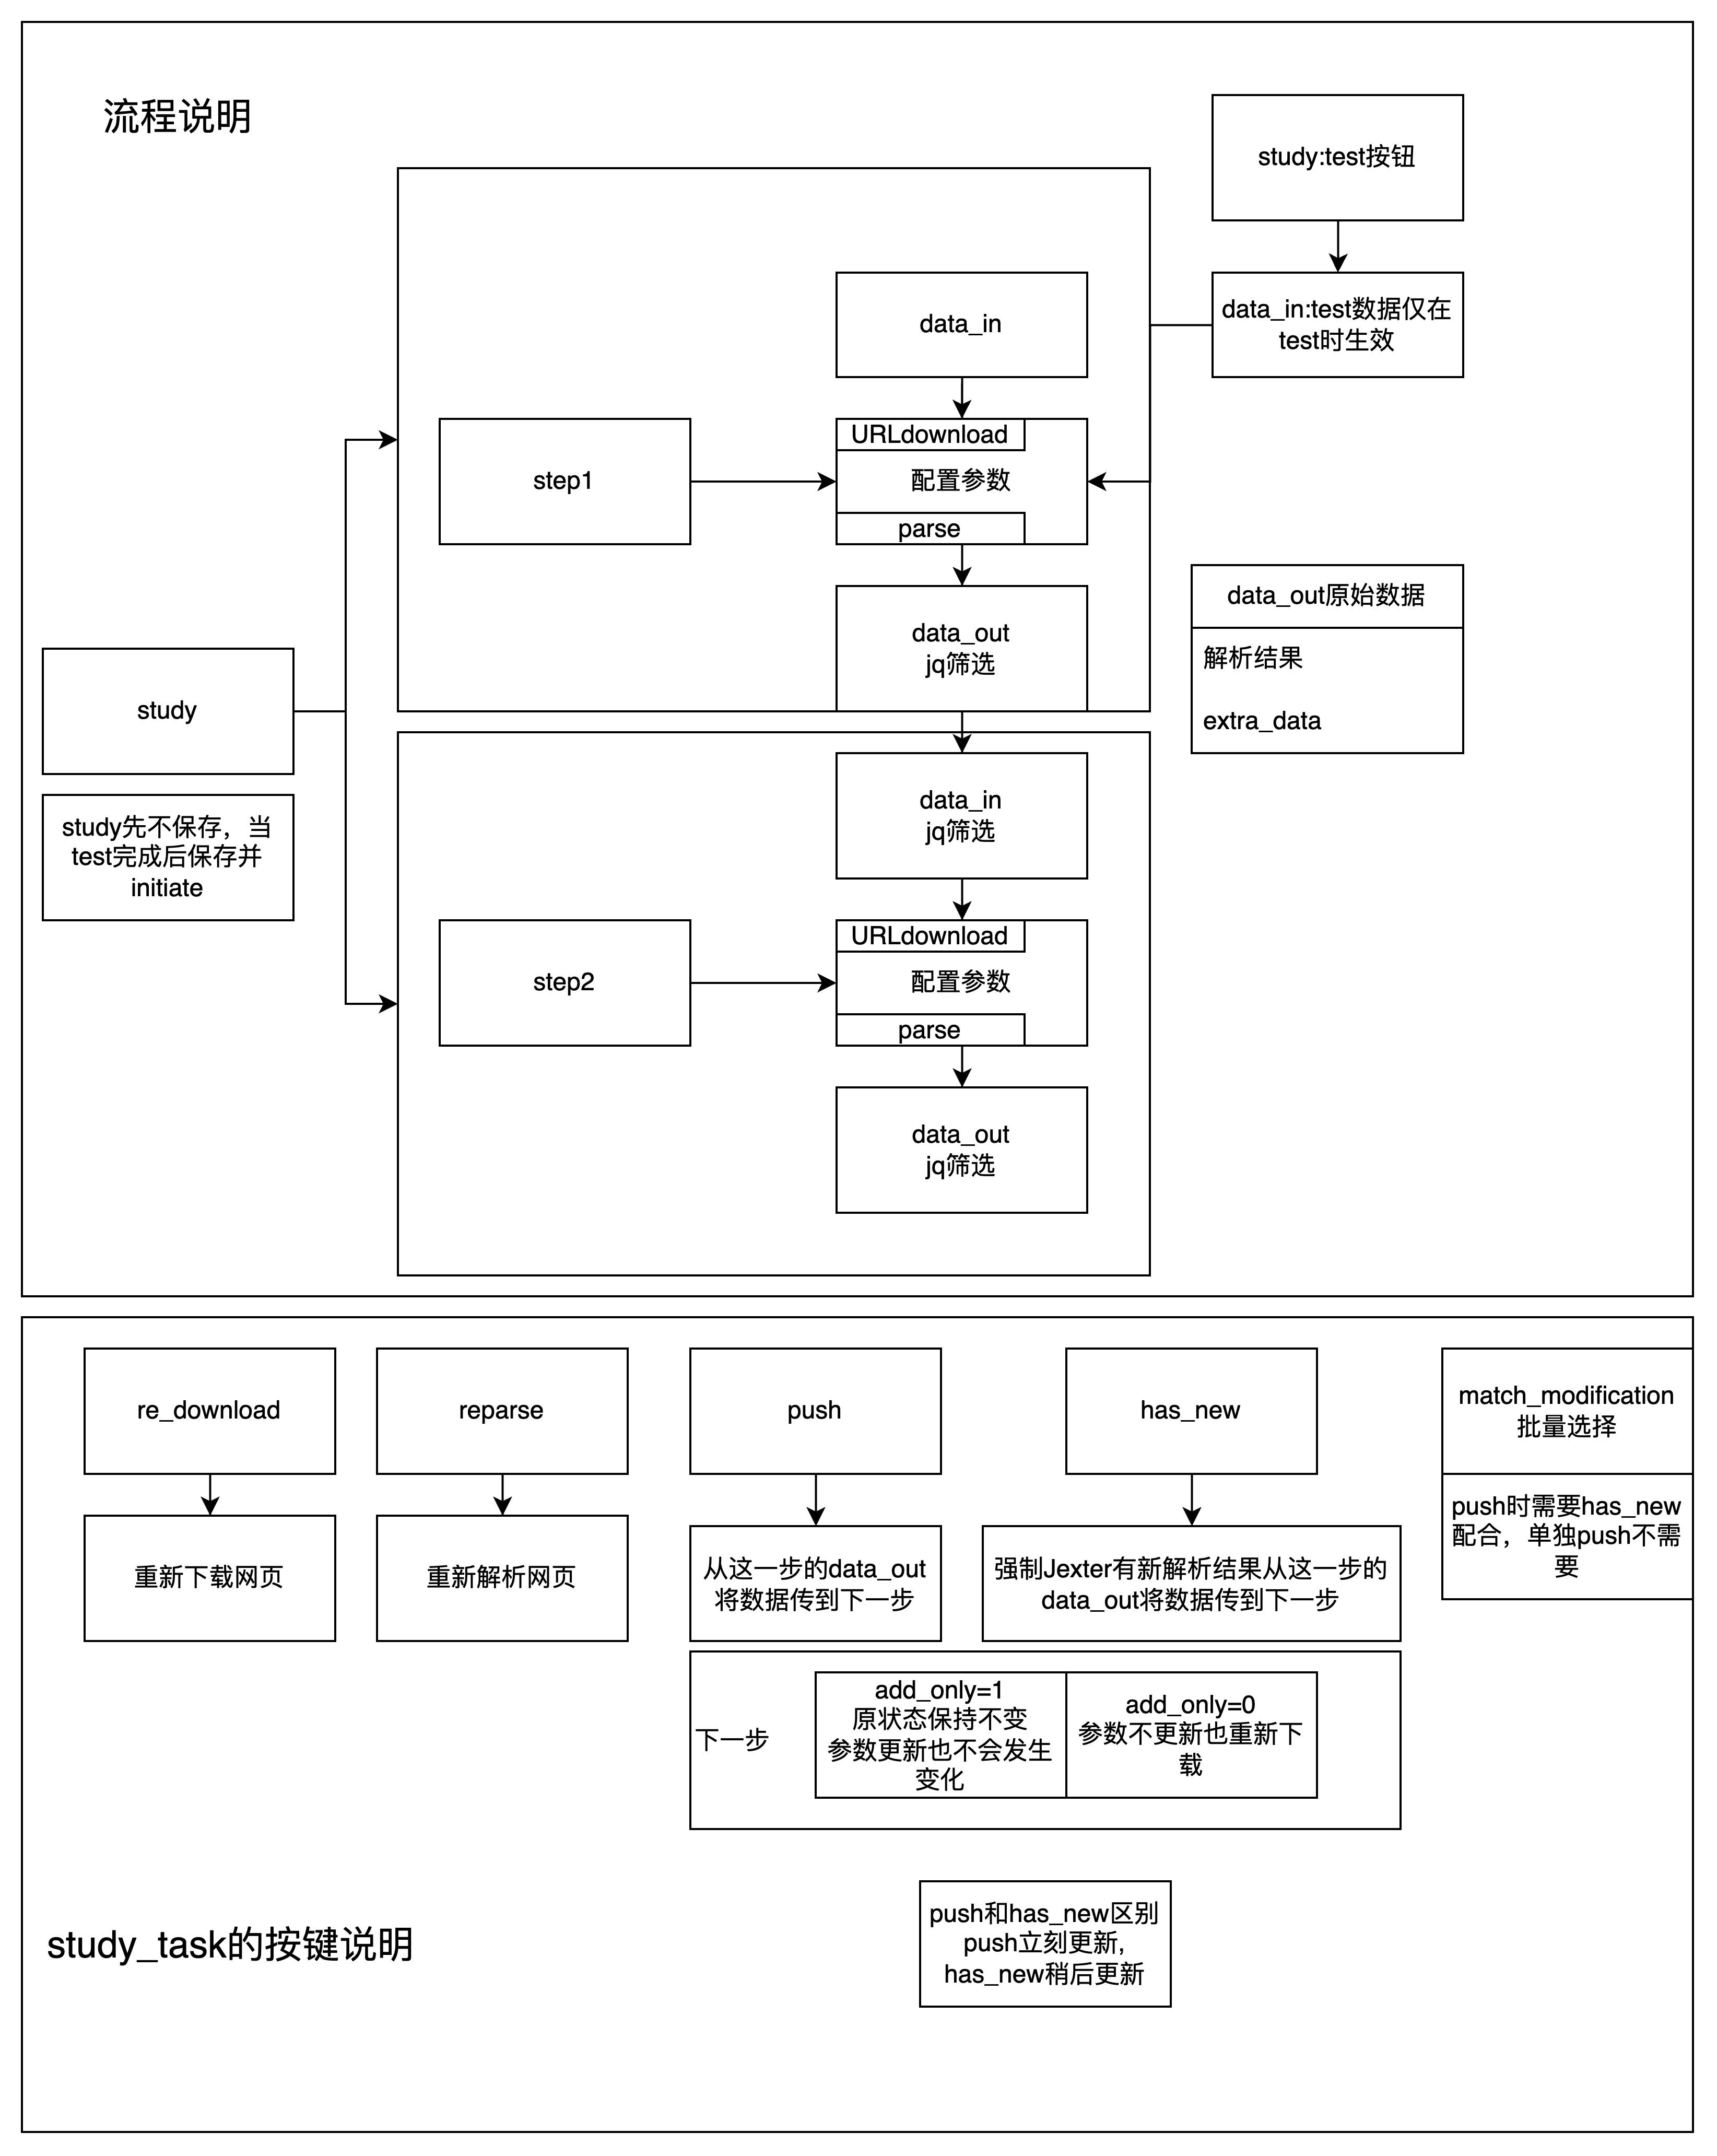 流程说明
study:test按钮
data_in:test数据仅在
test时生效
data_in
URLdownload
配置参数
parse
step1
data_out
jq筛选
data_out原始数据
解析结果
extra_data
study
study先不保存，当
test完成后保存并
initiate
data_in
jq筛选
URLdownload
配置参数
parse
step2
data_out
jq筛选
re_download
重新下载网页
reparse
重新解析网页
push
从这一步的data_out
将数据传到下一步
has_new
强制Jexter有新解析结果从这一步的
data_out将数据传到下一步
match_modification
批量选择
push时需要has_new
配合，单独push不需
要
下一步
add_only=1
原状态保持不变
参数更新也不会发生
变化
add_only=0
参数不更新也重新下
载
push和has_new区别
push立刻更新,
has_new稍后更新
study_task的按键说明